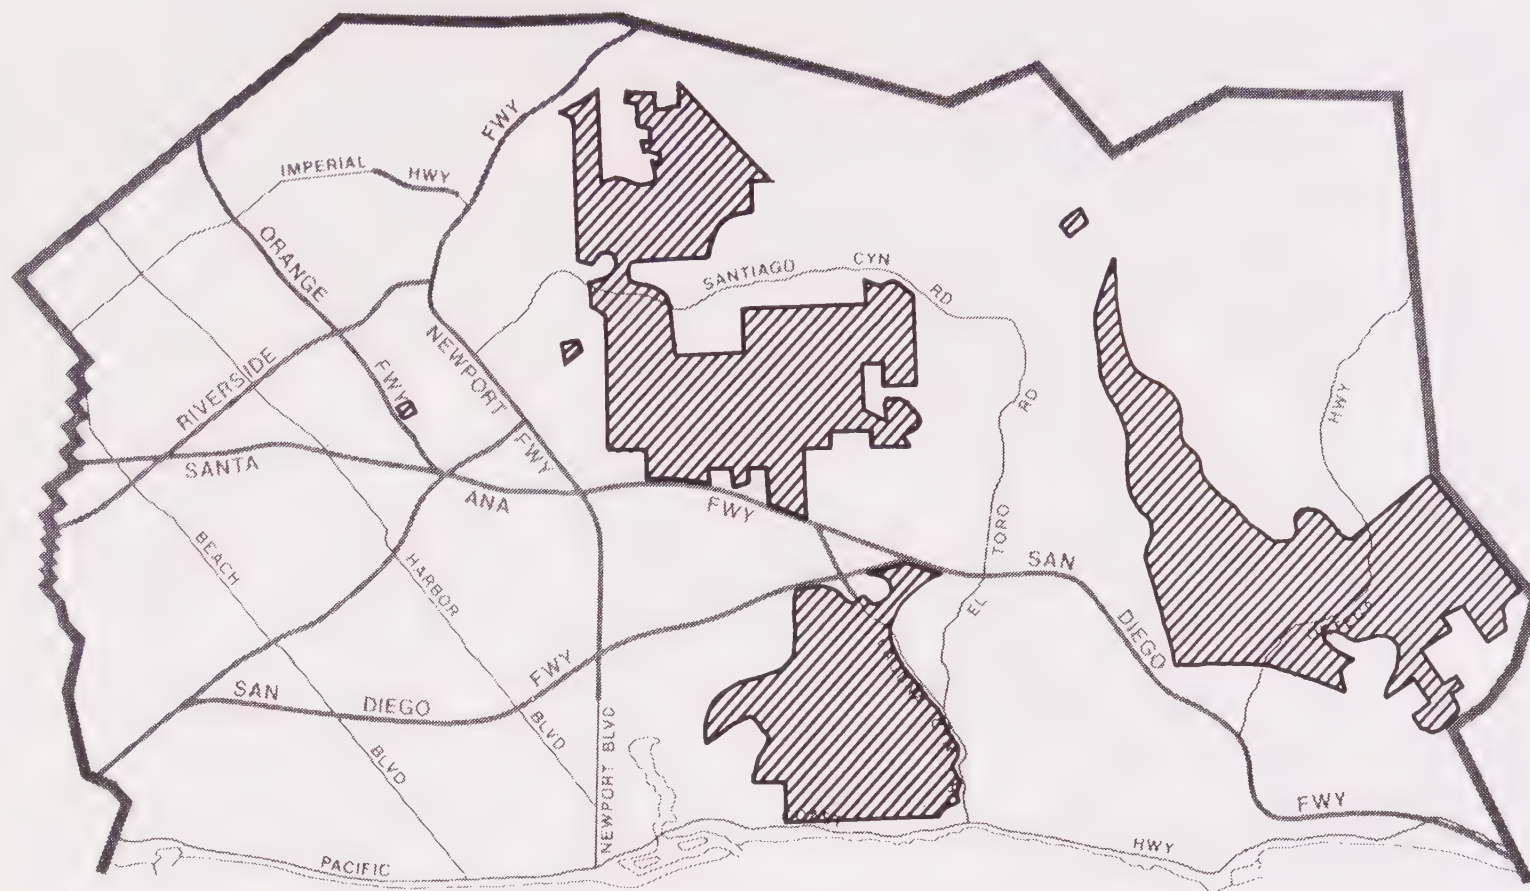 FWY
IMPERIAL HWY
ORANGE
FWY
SANTIAGO CYN
RD
RIVERSIDE
NEWPORT
FWY
RD
HWY
SANTA
ANA
FWY
BEACH
HARBOR
TORO
EL
SAN
DIEGO
FWY
SAN
DIEGO
BLVD
BLVD
NEWPORT BLVD
FWY
PACIFIC
HWY